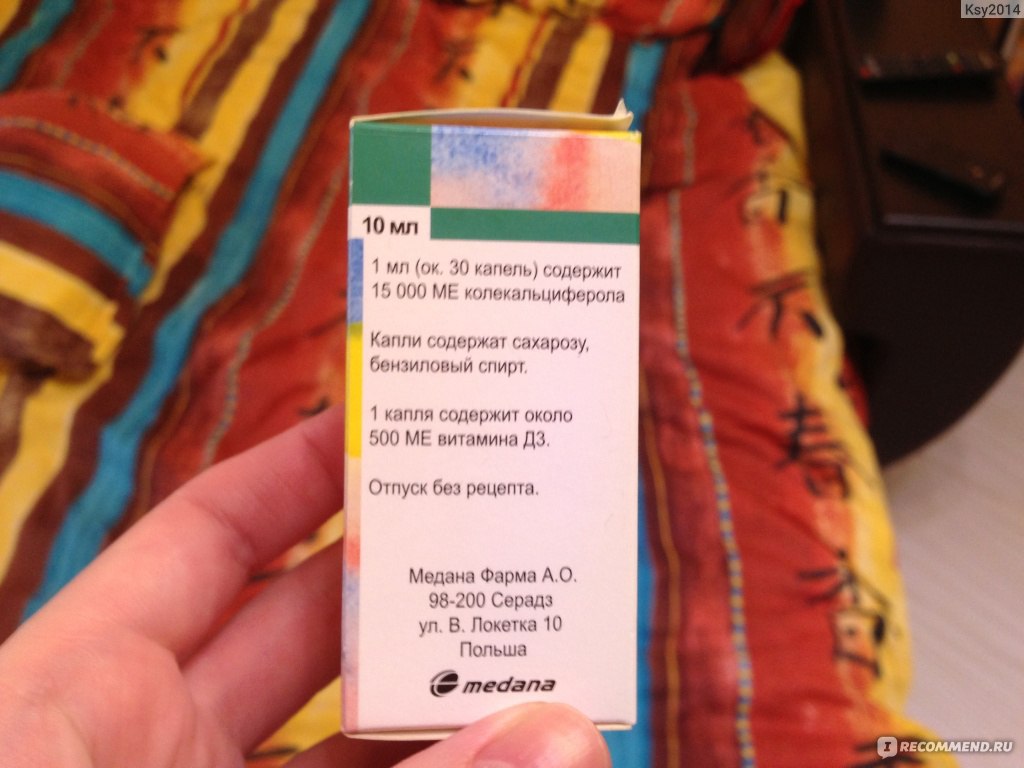 Ksy2014
10 мл
1 мл (ок. 30 капель) содержит
15 000 МЕ колекальциферола
Капли содержат сахарозу,
бензиловый спирт.
1 капля содержит около
500 МЕ витамина Д3.
Отпуск без рецепта.
Медана Фарма А.О.
98-200 Серадз
ул. В. Локетка 10
Польша
medana
IRECOMMEND.RU